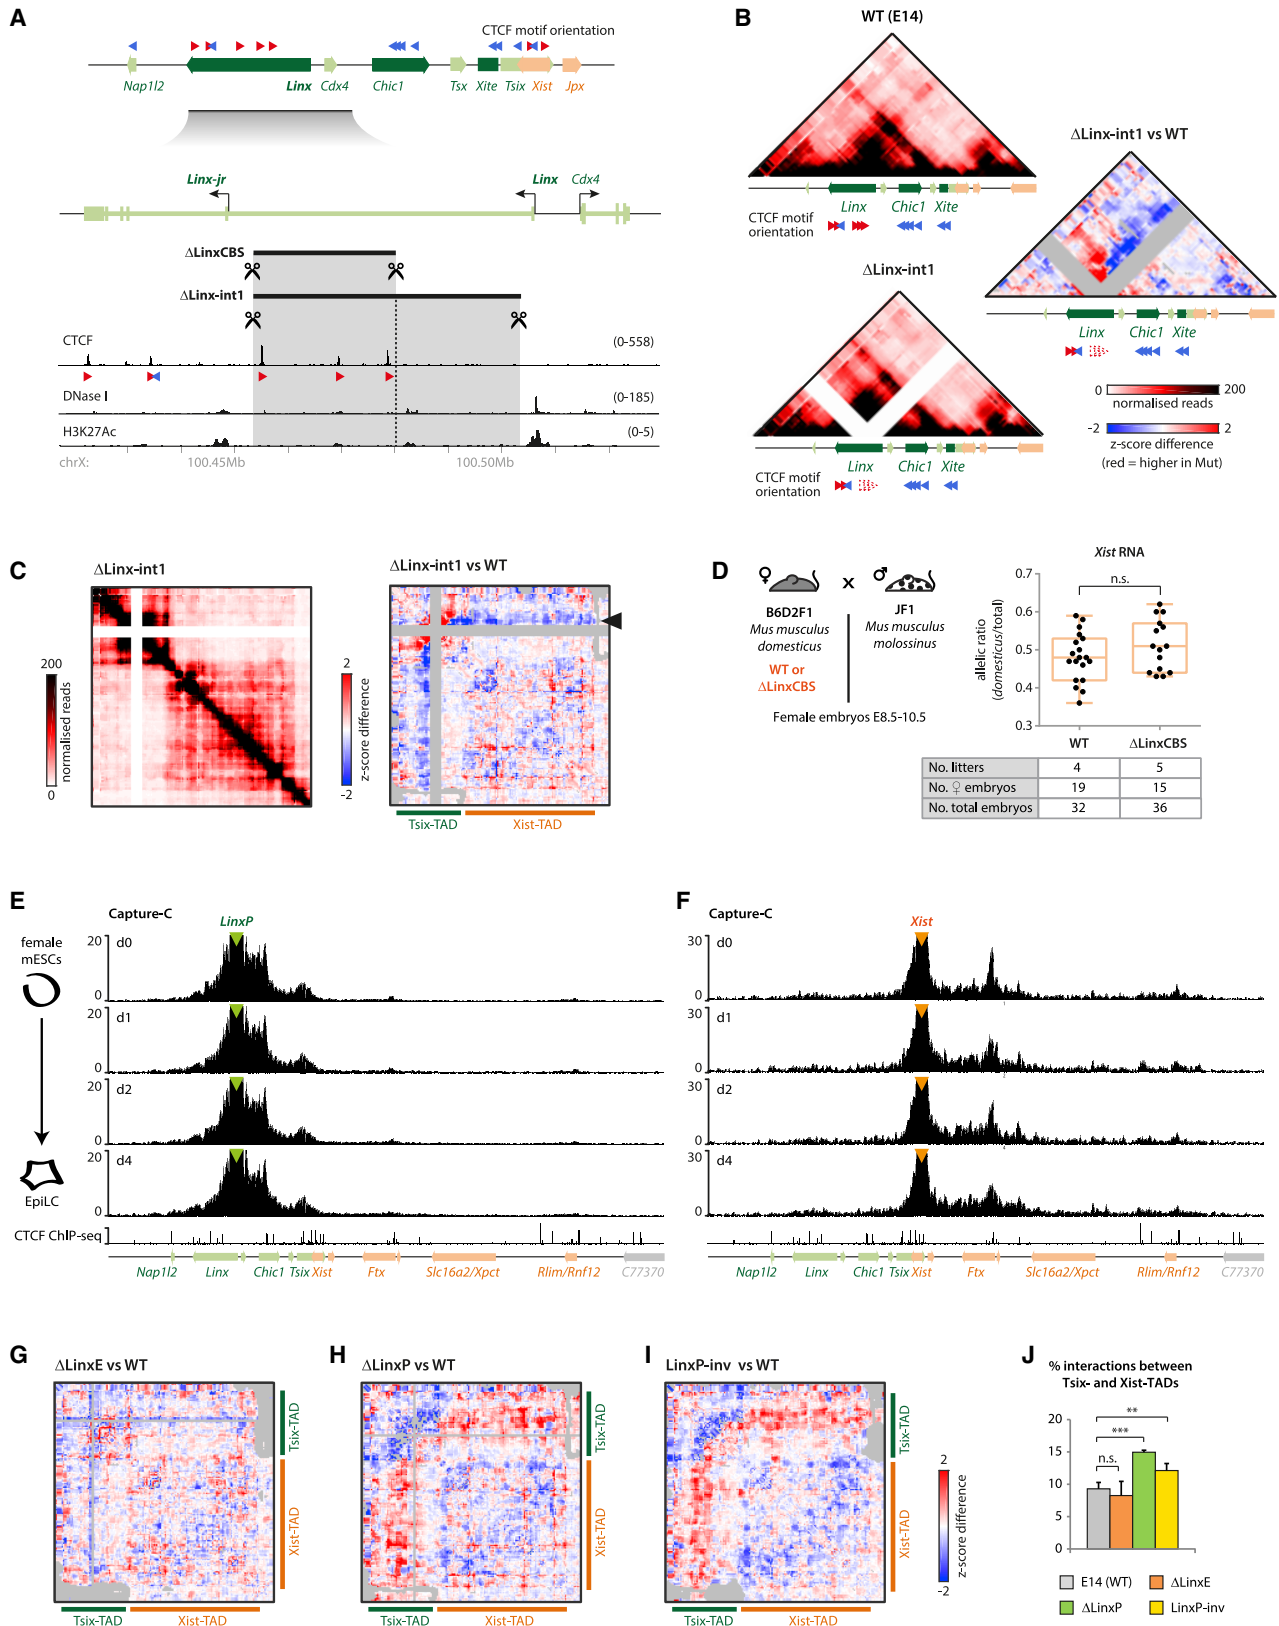 A
CTCF motif orientation
Nap1l2
Linx
Cdx4
Chic1
Tsx
Xite
Tsix
Xist
Jpx
Linx-jr
Linx
Cdx4
ΔLinxCBS
ΔLinx-int1
CTCF
(0-558)
DNase I
(0-185)
H3K27Ac
(0-5)
chrX:
100.45Mb
100.50Mb
B
WT (E14)
Linx
Chic1
Xite
CTCF motif
orientation
ΔLinx-int1 vs WT
Linx
Chic1
Xite
ΔLinx-int1
Linx
Chic1
Xite
CTCF motif
orientation
0
200
normalised reads
-2
2
z-score difference
(red = higher in Mut)
C
ΔLinx-int1
200
0
normalised reads
ΔLinx-int1 vs WT
2
-2
z-score difference
Tsix-TAD
Xist-TAD
D
♀
x
♂
B6D2F1
Mus musculus
domesticus
JF1
Mus musculus
molossinus
WT or
ΔLinxCBS
Female embryos E8.5-10.5
Xist RNA
n.s.
0.7
0.6
0.5
0.4
0.3
allelic ratio
(domesticus/total)
WT
ΔLinxCBS
No. litters 4 5
No. ♀ embryos 19 15
No. total embryos 32 36
E
Capture-C
LinxP
female
mESCs
EpiLC
20
0
d0
20
0
d1
20
0
d2
20
0
d4
CTCF ChIP-seq
Nap1l2
Linx
Chic1
Tsix
Xist
Ftx
Slc16a2/Xpct
Rlim/Rnf12
C77370
F
Capture-C
Xist
30
0
d0
30
0
d1
30
0
d2
30
0
d4
Nap1l2
Linx
Chic1
Tsix
Xist
Ftx
Slc16a2/Xpct
Rlim/Rnf12
C77370
G
ΔLinxE vs WT
Tsix-TAD
Xist-TAD
Tsix-TAD
Xist-TAD
H
ΔLinxP vs WT
Tsix-TAD
Xist-TAD
Tsix-TAD
Xist-TAD
I
LinxP-inv vs WT
Tsix-TAD
Xist-TAD
Tsix-TAD
Xist-TAD
2
-2
z-score difference
J
% interactions between
Tsix- and Xist-TADs
**
***
n.s.
20
15
10
5
0
E14 (WT)
ΔLinxE
ΔLinxP
LinxP-inv